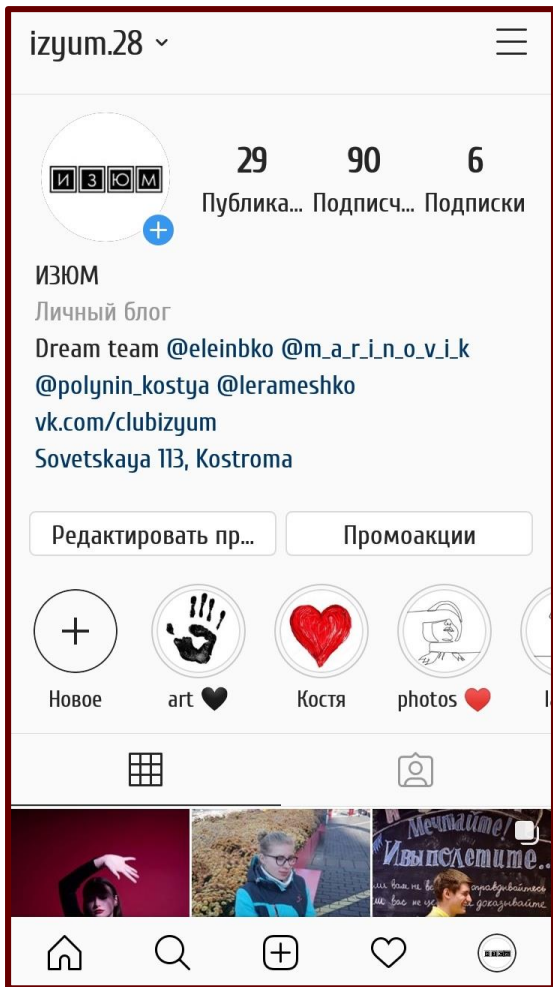 izyum.28
ИЗЮМ
29 90 6
Публика... Подписч... Подписки
ИЗЮМ
Личный блог
Dream team @eleinbko @m_a_r_i_n_o_v_i_k
@polynin_kostya @lerameshko
vk.com/clubizyum
Sovetskaya 113, Kostroma
Редактировать пр...
Промоакции
Новое
art 🖤
Костя
photos ❤️
Мечтайте!
И вы полетите..